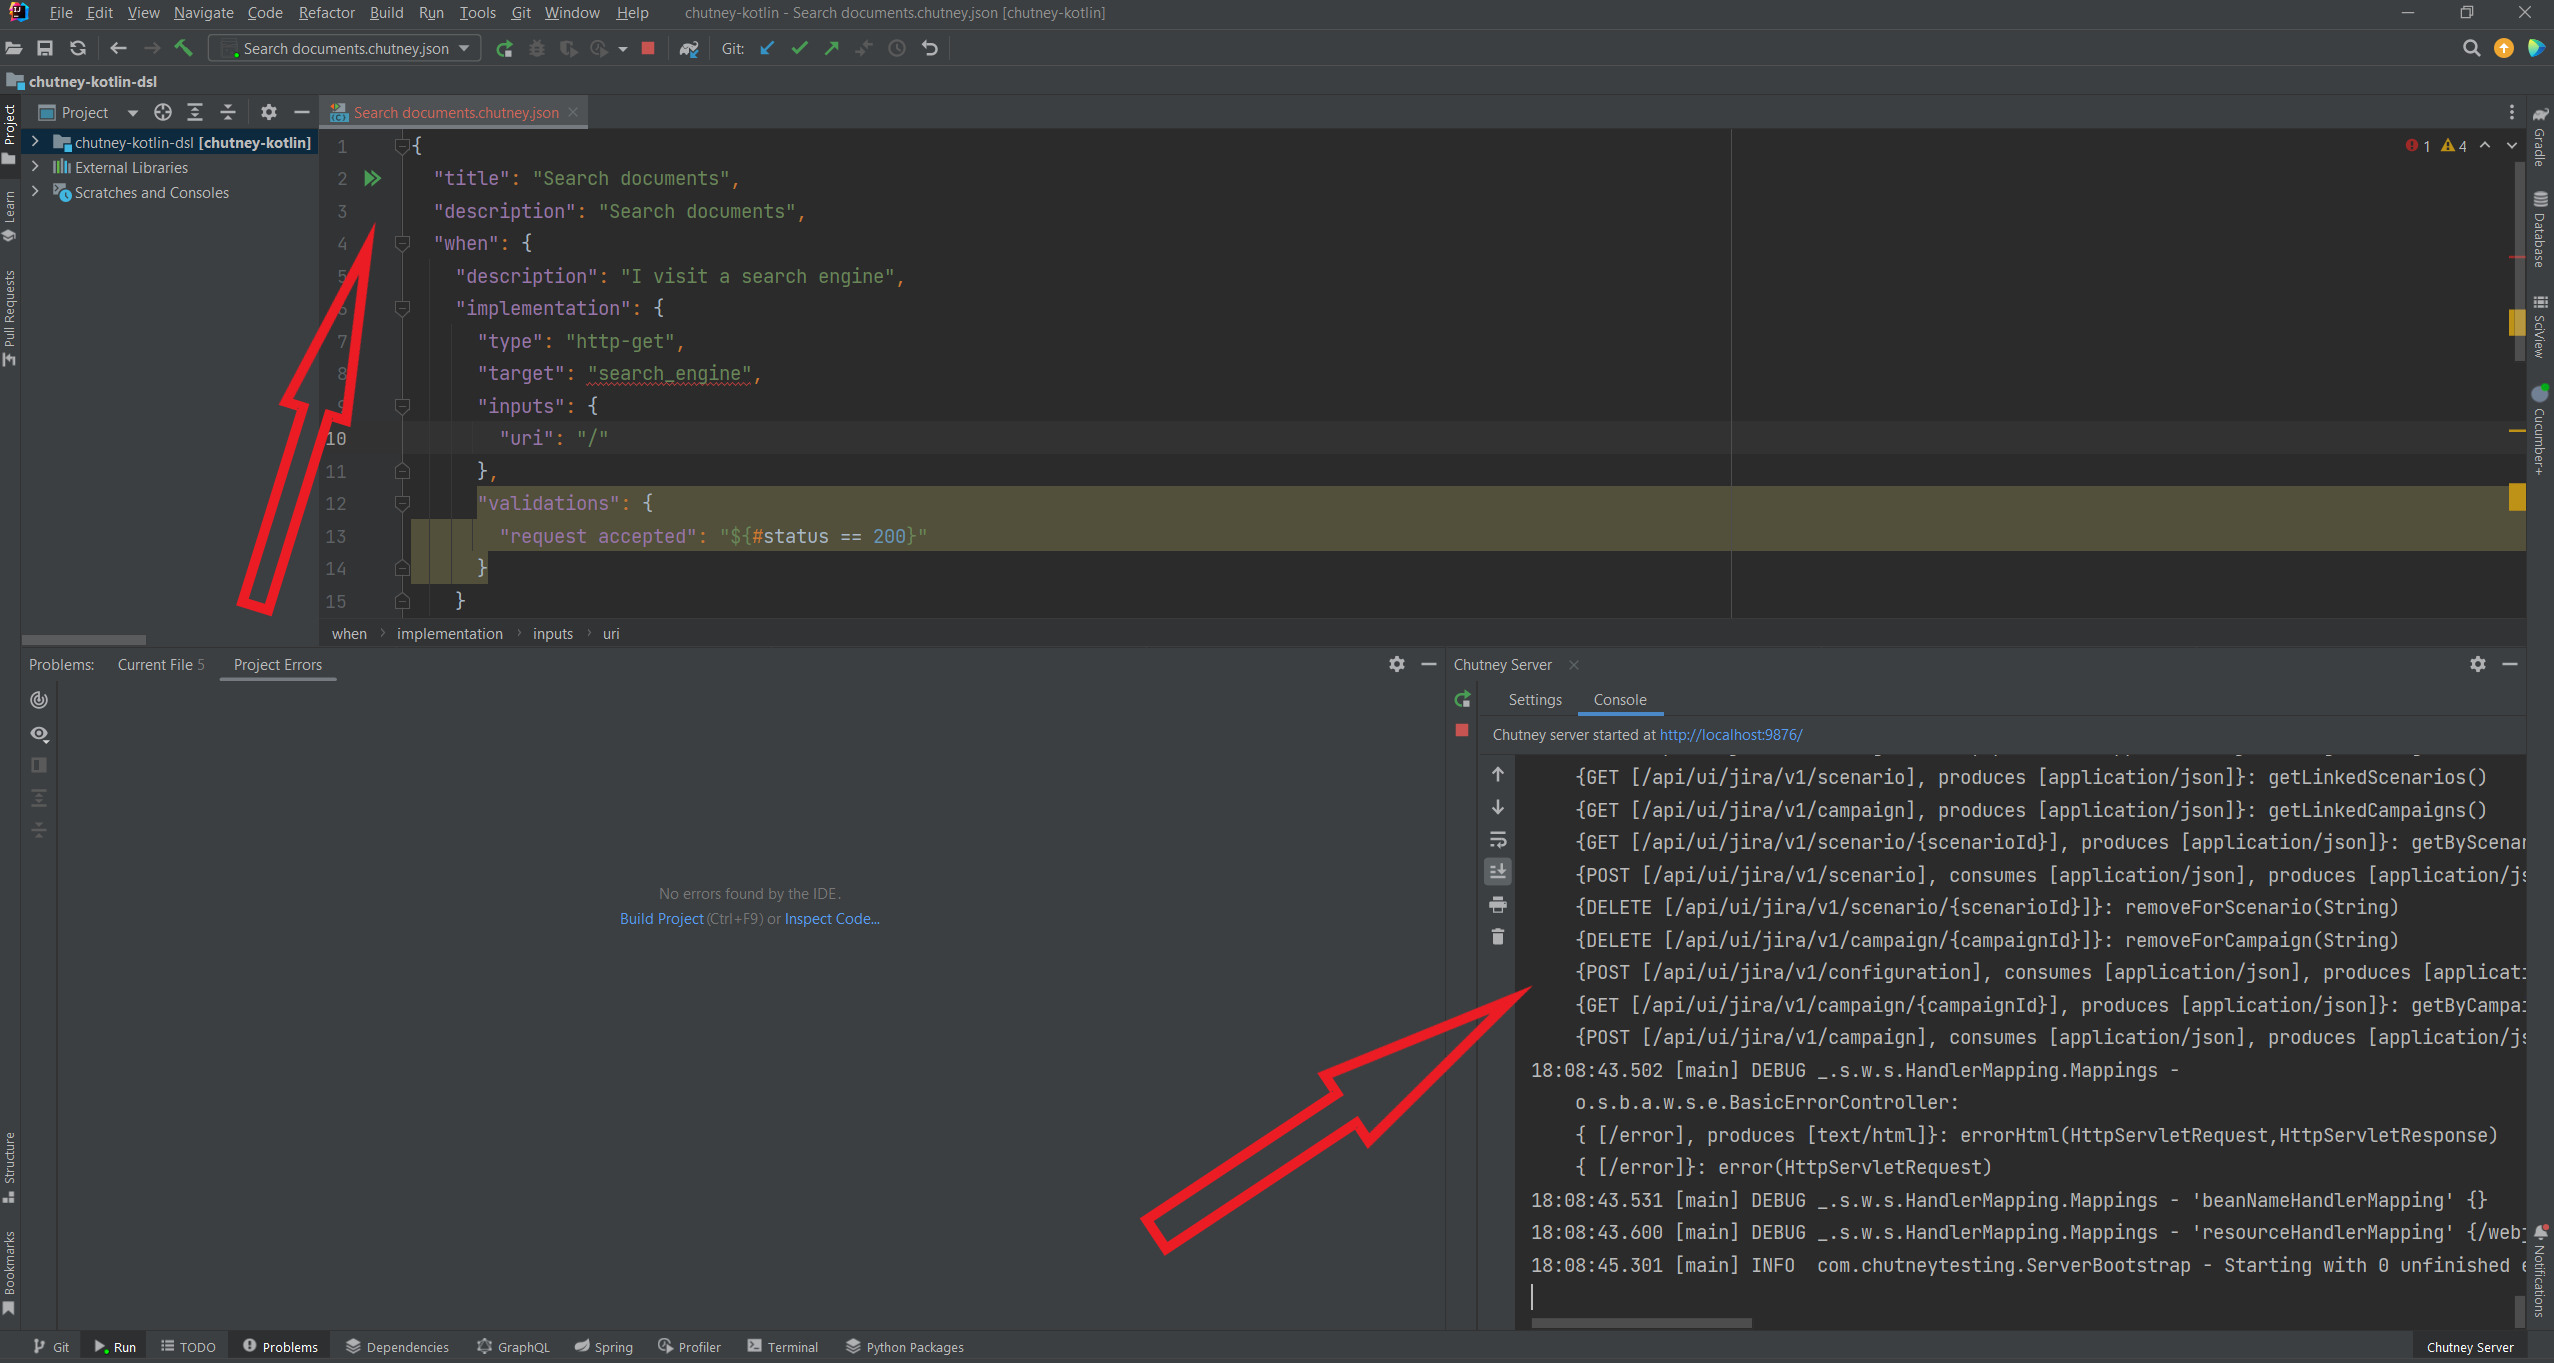 File Edit View Navigate Code Refactor Build Run Tools Git Window Help chutney-kotlin - Search documents.chutney.json [chutney-kotlin]
Search documents.chutney.json Git:
chutney-kotlin-dsl
Project Search documents.chutney.json
chutney-kotlin-dsl [chutney-kotlin]
External Libraries
Scratches and Consoles
Project
Learn
Pull Requests
Structure
Bookmarks
1 {
2 "title": "Search documents",
3 "description": "Search documents",
4 "when": {
5 "description": "I visit a search engine",
6 "implementation": {
7 "type": "http-get",
8 "target": "search_engine",
9 "inputs": {
10 "uri": "/"
11 },
12 "validations": {
13 "request accepted": "${#status == 200}"
14 }
15 }
1 4
when > implementation > inputs > uri
Gradle
Database
SciView
Cucumber+
Notifications
Problems: Current File 5 Project Errors
No errors found by the IDE.
Build Project (Ctrl+F9) or Inspect Code...
Chutney Server
Settings Console
Chutney server started at http://localhost:9876/
{GET [/api/ui/jira/v1/scenario], produces [application/json]}: getLinkedScenarios()
{GET [/api/ui/jira/v1/campaign], produces [application/json]}: getLinkedCampaigns()
{GET [/api/ui/jira/v1/scenario/{scenarioId}], produces [application/json]}: getByScenar
{POST [/api/ui/jira/v1/scenario], consumes [application/json], produces [application/js
{DELETE [/api/ui/jira/v1/scenario/{scenarioId}]}: removeForScenario(String)
{DELETE [/api/ui/jira/v1/campaign/{campaignId}]}: removeForCampaign(String)
{POST [/api/ui/jira/v1/configuration], consumes [application/json], produces [applicati
{GET [/api/ui/jira/v1/campaign/{campaignId}], produces [application/json]}: getByCampai
{POST [/api/ui/jira/v1/campaign], consumes [application/json], produces [application/js
18:08:43.502 [main] DEBUG _.s.w.s.HandlerMapping.Mappings -
o.s.b.a.w.s.e.BasicErrorController:
{ [/error], produces [text/html]}: errorHtml(HttpServletRequest,HttpServletResponse)
{ [/error]}: error(HttpServletRequest)
18:08:43.531 [main] DEBUG _.s.w.s.HandlerMapping.Mappings - 'beanNameHandlerMapping' {}
18:08:43.600 [main] DEBUG _.s.w.s.HandlerMapping.Mappings - 'resourceHandlerMapping' {/webj
18:08:45.301 [main] INFO com.chutneytesting.ServerBootstrap - Starting with 0 unfinished e
Git Run TODO Problems Dependencies GraphQL Spring Profiler Terminal Python Packages Chutney Server